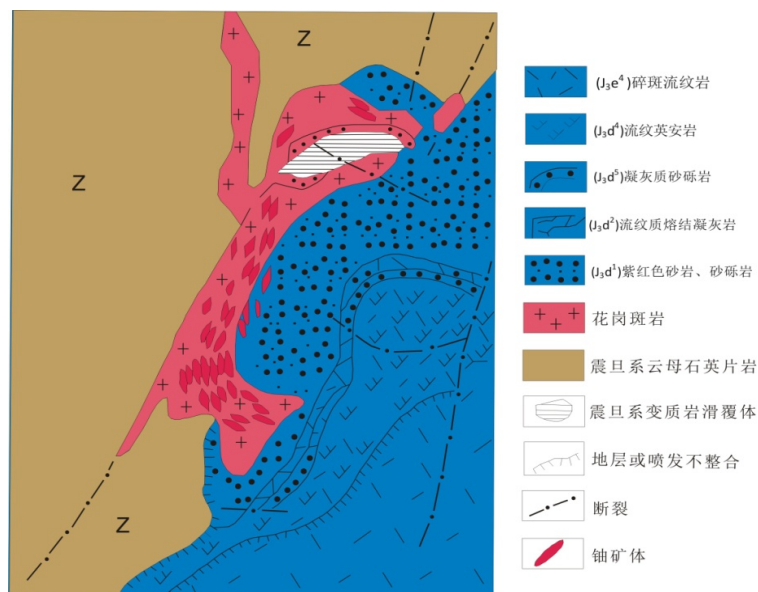 Z
Z
Z
(J₃e⁴)碎斑流纹岩
(J₃d⁴)流纹英安岩
(J₃d⁵)凝灰质砂砾岩
(J₃d²)流纹质熔结凝灰岩
(J₃d¹)紫红色砂岩、砂砾岩
花岗斑岩
震旦系云母石英片岩
震旦系变质岩滑覆体
地层或喷发不整合
断裂
铀矿体